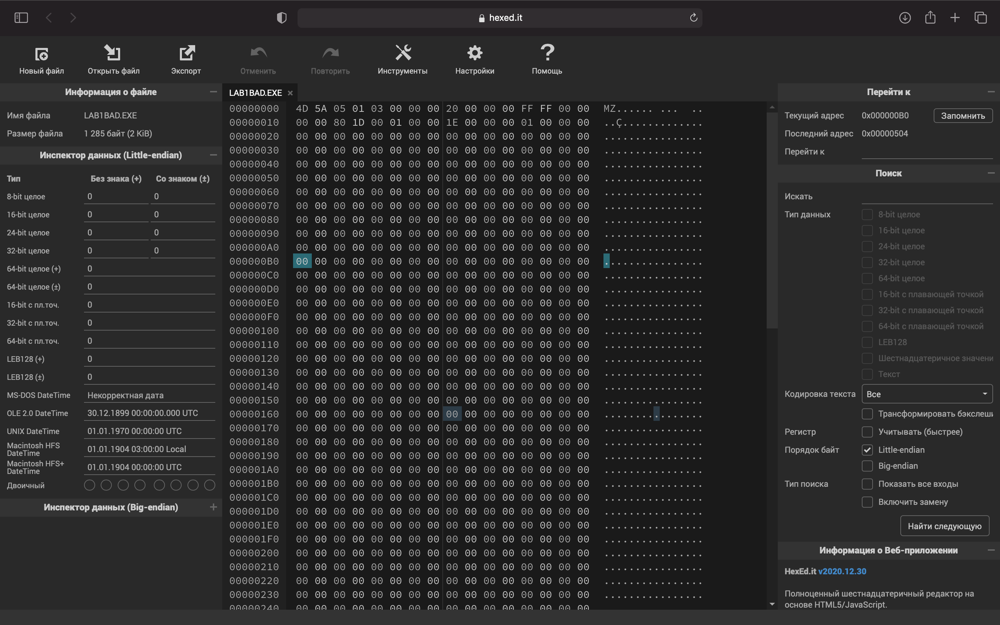 hexed.it
Новый файл
Открыть файл
Экспорт
Отменить
Повторить
Инструменты
Настройки
Помощь
Информация о файле
Имя файла LAB1BAD.EXE
Размер файла 1 285 байт (2 KiB)
Инспектор данных (Little-endian)
Тип Без знака (+) Со знаком (±)
8-bit целое 0 0
16-bit целое 0 0
24-bit целое 0 0
32-bit целое 0 0
64-bit целое (+) 0
64-bit целое (±) 0
16-bit с пл.точ. 0
32-bit с пл.точ. 0
64-bit с пл.точ. 0
LEB128 (+) 0
LEB128 (±) 0
MS-DOS DateTime Некорректная дата
OLE 2.0 DateTime 30.12.1899 00:00:00.000 UTC
UNIX DateTime 01.01.1970 00:00:00 UTC
Macintosh HFS
DateTime 01.01.1904 03:00:00 Local
Macintosh HFS+
DateTime 01.01.1904 00:00:00 UTC
Двоичный
Инспектор данных (Big-endian)
LAB1BAD.EXE
00000000 4D 5A 05 01 03 00 00 00 20 00 00 00 FF FF 00 00 MZ...... ... ..
00000010 00 00 80 1D 00 01 00 00 1E 00 00 00 01 00 00 00 ..Ç.............
00000020 00 00 00 00 00 00 00 00 00 00 00 00 00 00 00 00 ................
00000030 00 00 00 00 00 00 00 00 00 00 00 00 00 00 00 00 ................
00000040 00 00 00 00 00 00 00 00 00 00 00 00 00 00 00 00 ................
00000050 00 00 00 00 00 00 00 00 00 00 00 00 00 00 00 00 ................
00000060 00 00 00 00 00 00 00 00 00 00 00 00 00 00 00 00 ................
00000070 00 00 00 00 00 00 00 00 00 00 00 00 00 00 00 00 ................
00000080 00 00 00 00 00 00 00 00 00 00 00 00 00 00 00 00 ................
00000090 00 00 00 00 00 00 00 00 00 00 00 00 00 00 00 00 ................
000000A0 00 00 00 00 00 00 00 00 00 00 00 00 00 00 00 00 ................
000000B0 00 00 00 00 00 00 00 00 00 00 00 00 00 00 00 00 ................
000000C0 00 00 00 00 00 00 00 00 00 00 00 00 00 00 00 00 ................
000000D0 00 00 00 00 00 00 00 00 00 00 00 00 00 00 00 00 ................
000000E0 00 00 00 00 00 00 00 00 00 00 00 00 00 00 00 00 ................
000000F0 00 00 00 00 00 00 00 00 00 00 00 00 00 00 00 00 ................
00000100 00 00 00 00 00 00 00 00 00 00 00 00 00 00 00 00 ................
00000110 00 00 00 00 00 00 00 00 00 00 00 00 00 00 00 00 ................
00000120 00 00 00 00 00 00 00 00 00 00 00 00 00 00 00 00 ................
00000130 00 00 00 00 00 00 00 00 00 00 00 00 00 00 00 00 ................
00000140 00 00 00 00 00 00 00 00 00 00 00 00 00 00 00 00 ................
00000150 00 00 00 00 00 00 00 00 00 00 00 00 00 00 00 00 ................
00000160 00 00 00 00 00 00 00 00 00 00 00 00 00 00 00 00 ................
00000170 00 00 00 00 00 00 00 00 00 00 00 00 00 00 00 00 ................
00000180 00 00 00 00 00 00 00 00 00 00 00 00 00 00 00 00 ................
00000190 00 00 00 00 00 00 00 00 00 00 00 00 00 00 00 00 ................
000001A0 00 00 00 00 00 00 00 00 00 00 00 00 00 00 00 00 ................
000001B0 00 00 00 00 00 00 00 00 00 00 00 00 00 00 00 00 ................
000001C0 00 00 00 00 00 00 00 00 00 00 00 00 00 00 00 00 ................
000001D0 00 00 00 00 00 00 00 00 00 00 00 00 00 00 00 00 ................
000001E0 00 00 00 00 00 00 00 00 00 00 00 00 00 00 00 00 ................
000001F0 00 00 00 00 00 00 00 00 00 00 00 00 00 00 00 00 ................
00000200 00 00 00 00 00 00 00 00 00 00 00 00 00 00 00 00 ................
00000210 00 00 00 00 00 00 00 00 00 00 00 00 00 00 00 00 ................
00000220 00 00 00 00 00 00 00 00 00 00 00 00 00 00 00 00 ................
00000230 00 00 00 00 00 00 00 00 00 00 00 00 00 00 00 00 ................
00000240 00 00 00 00 00 00 00 00 00 00 00 00 00 00 00 00
Перейти к
Текущий адрес 0x000000B0 Запомнить
Последний адрес 0x00000504
Перейти к
Поиск
Искать
Тип данных 8-bit целое
16-bit целое
24-bit целое
32-bit целое
64-bit целое
16-bit с плавающей точкой
32-bit с плавающей точкой
64-bit с плавающей точкой
LEB128
Шестнадцатеричное значени
Текст
Кодировка текста Все
Трансформировать бэкслеши
Регистр Учитывать (быстрее)
Порядок байт Little-endian
Big-endian
Тип поиска Показать все входы
Включить замену
Найти следующую
Информация о Веб-приложении
HexEd.it v2020.12.30
Полноценный шестнадцатеричный редактор на
основе HTML5/JavaScript.